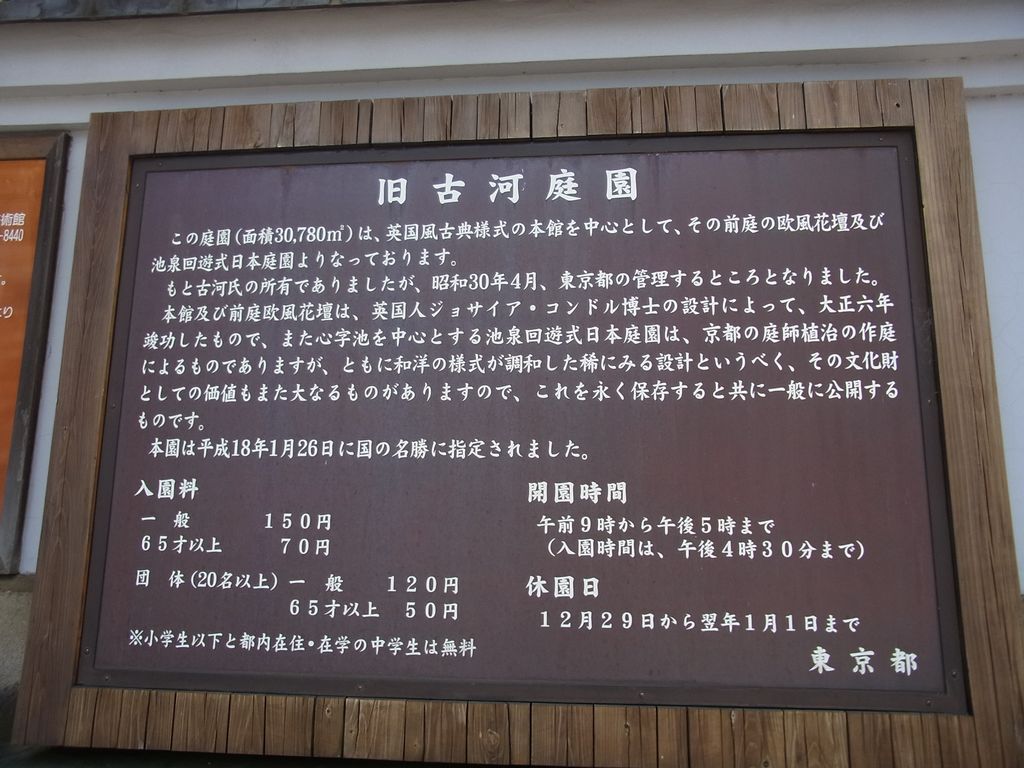 旧古河庭園
この庭園(面積30,780㎡)は、英国風古典様式の本館を中心として、その前庭の欧風花壇及び
池泉回遊式日本庭園よりなっております。
もと古河氏の所有でありましたが、昭和30年4月、東京都の管理するところとなりました。
本館及び前庭欧風花壇は、英国人ジョサイア・コンドル博士の設計によって、大正六年
竣功したもので、また心字池を中心とする池泉回遊式日本庭園は、京都の庭師植治の作庭
によるものでありますが、ともに和洋の様式が調和した稀にみる設計というべく、その文化財
としての価値もまた大なるものがありますので、これを永く保存すると共に一般に公開する
ものです。
本園は平成18年1月26日に国の名勝に指定されました。
入園料
一 般 150円
65才以上 70円
団 体(20名以上) 一 般 120円
65才以上 50円
※小学生以下と都内在住・在学の中学生は無料
開園時間
午前9時から午後5時まで
(入園時間は、午後4時30分まで)
休園日
12月29日から翌年1月1日まで
東京都
術館
-8440